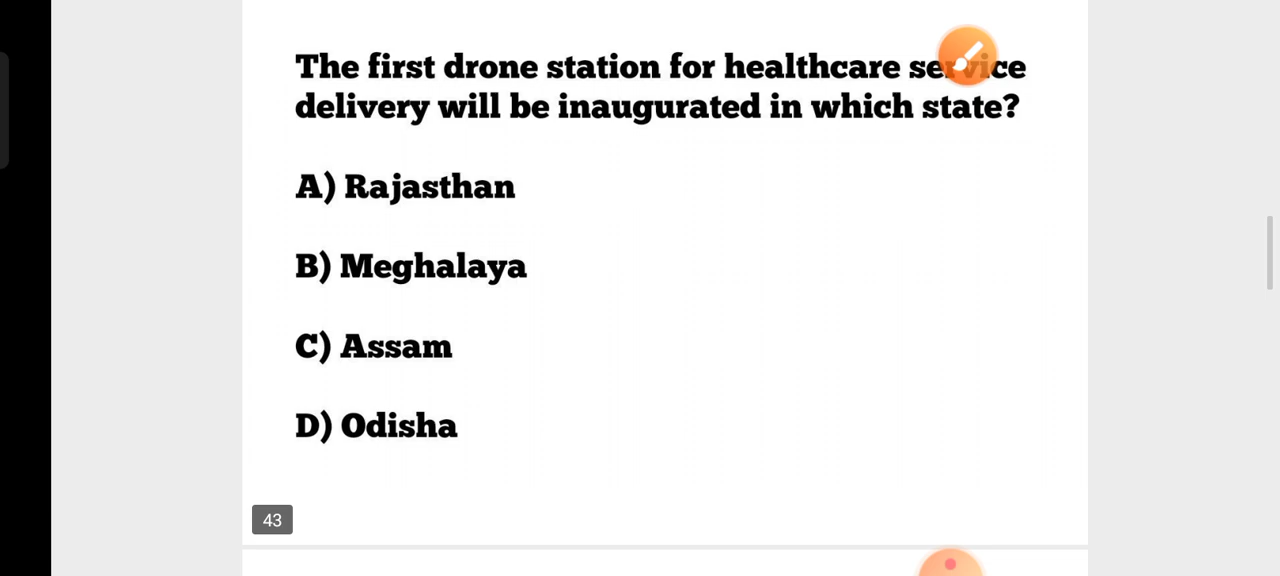 The first drone station for healthcare service
delivery will be inaugurated in which state?
A) Rajasthan
B) Meghalaya
C) Assam
D) Odisha
43